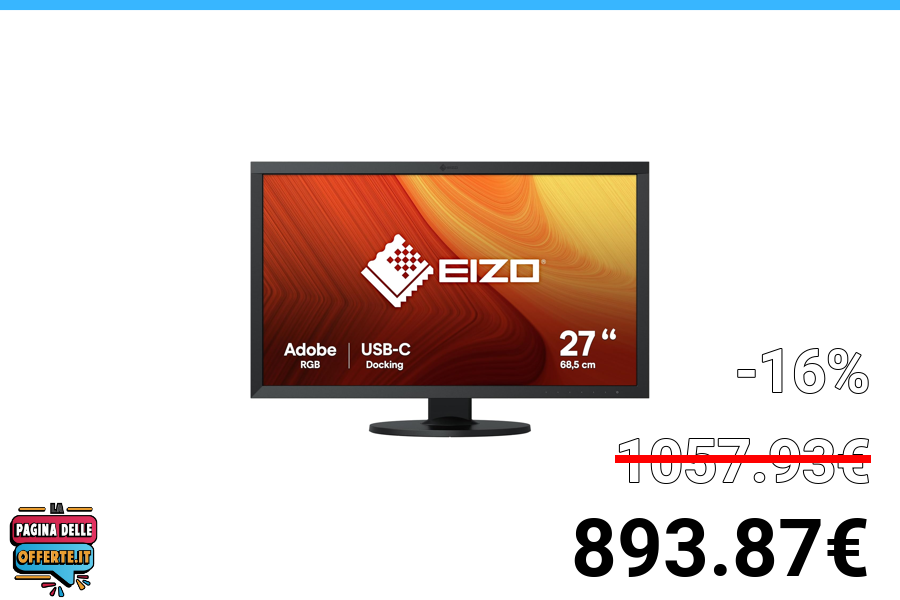 EIZO
Adobe
RGB
USB-C
Docking
27“
68,5 cm
-16%
1057.93€
893.87€
LA
PAGINA DELLE
OFFERTE.IT